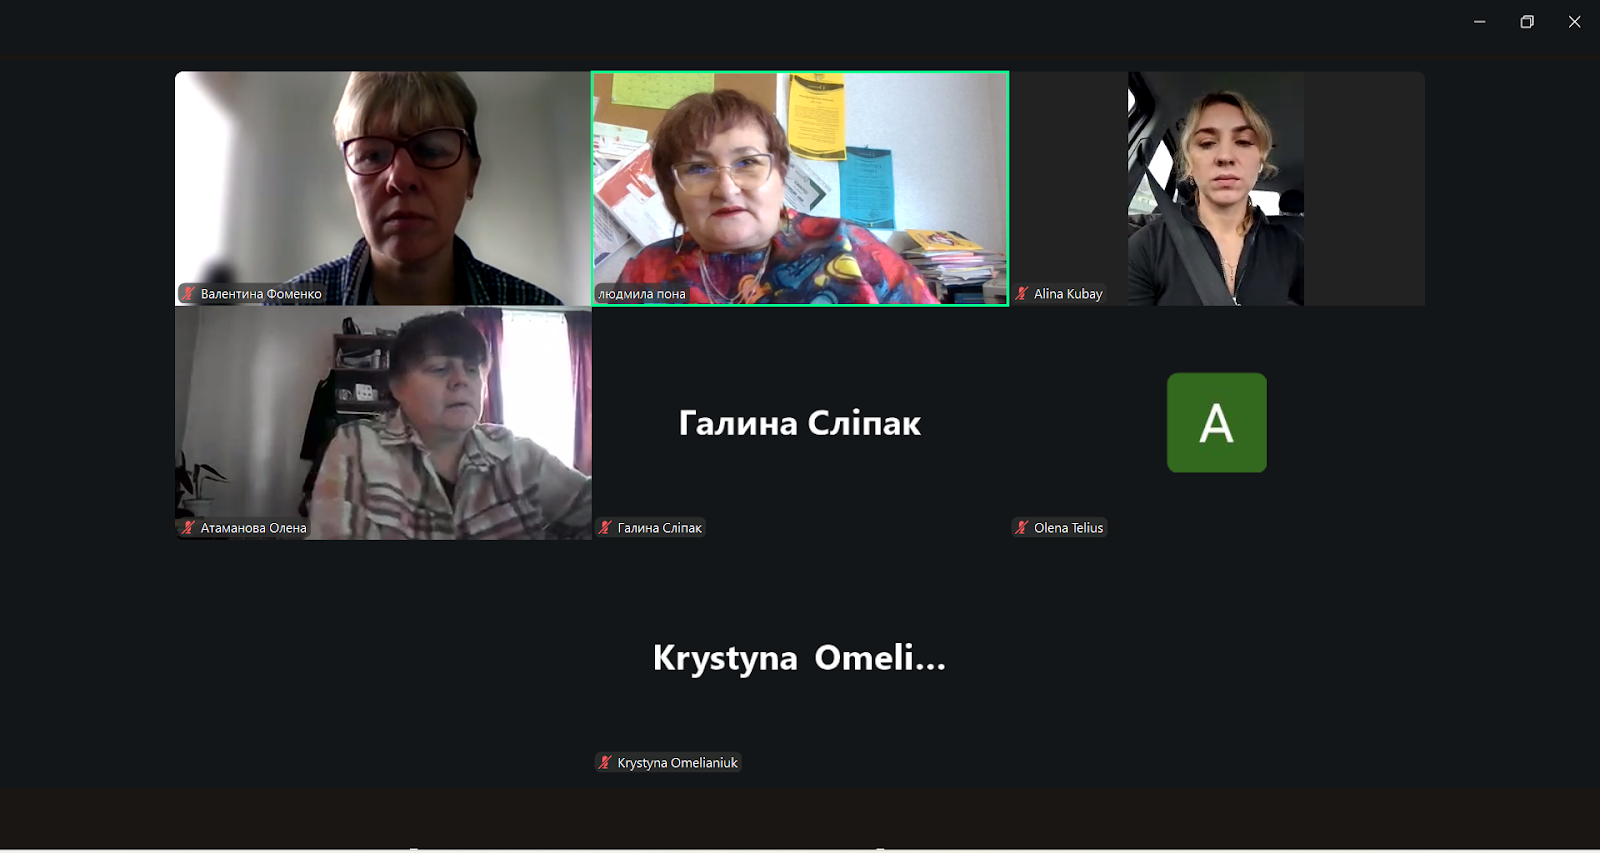 Валентина Фоменко
людмила пона
Alina Kubay
Атаманова Олена
Галина Сліпак
Галина Сліпак
A
Olena Telius
Krystyna Omeli...
Krystyna Omelianiuk